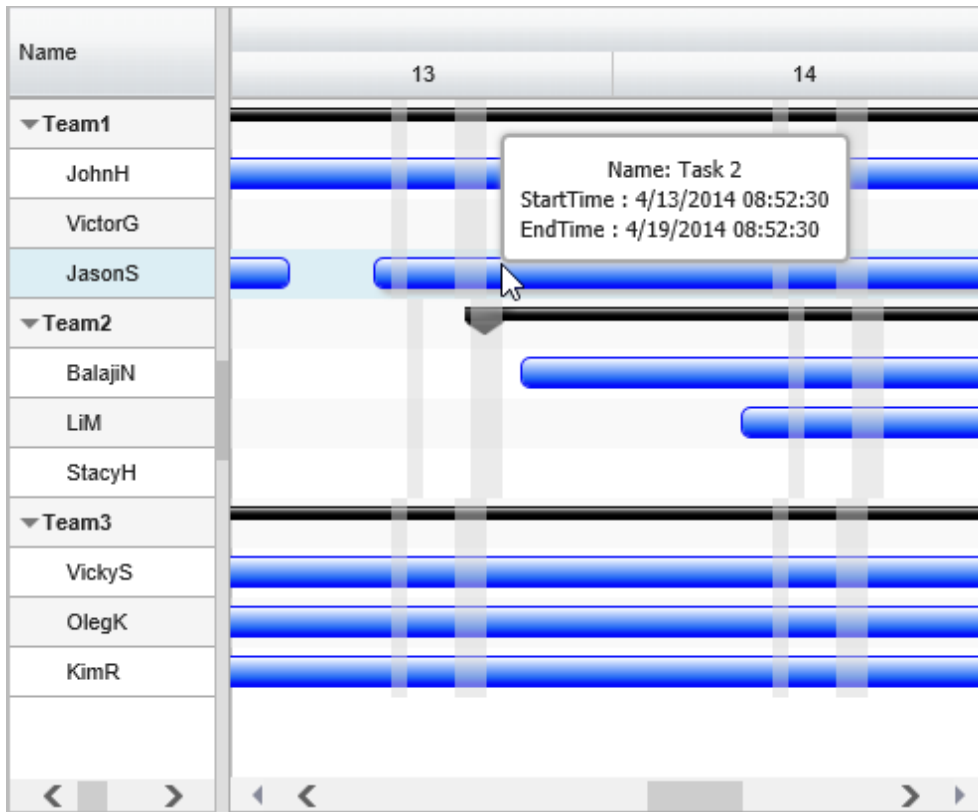 Name
13 14
Team1
JohnH
VictorG
JasonS
Team2
BalajiN
LiM
StacyH
Team3
VickyS
OlegK
KimR
Name: Task 2
StartTime : 4/13/2014 08:52:30
EndTime : 4/19/2014 08:52:30